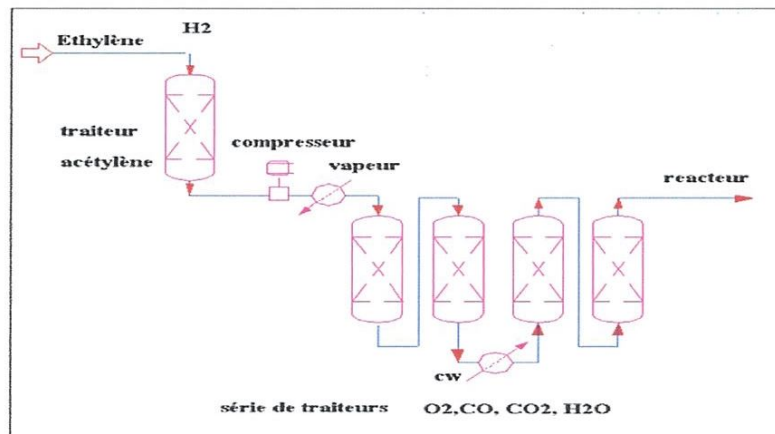 H2
Ethylène
traiteur
acétylène
compresseur
vapeur
reacteur
cw
série de traiteurs O2,CO, CO2, H2O